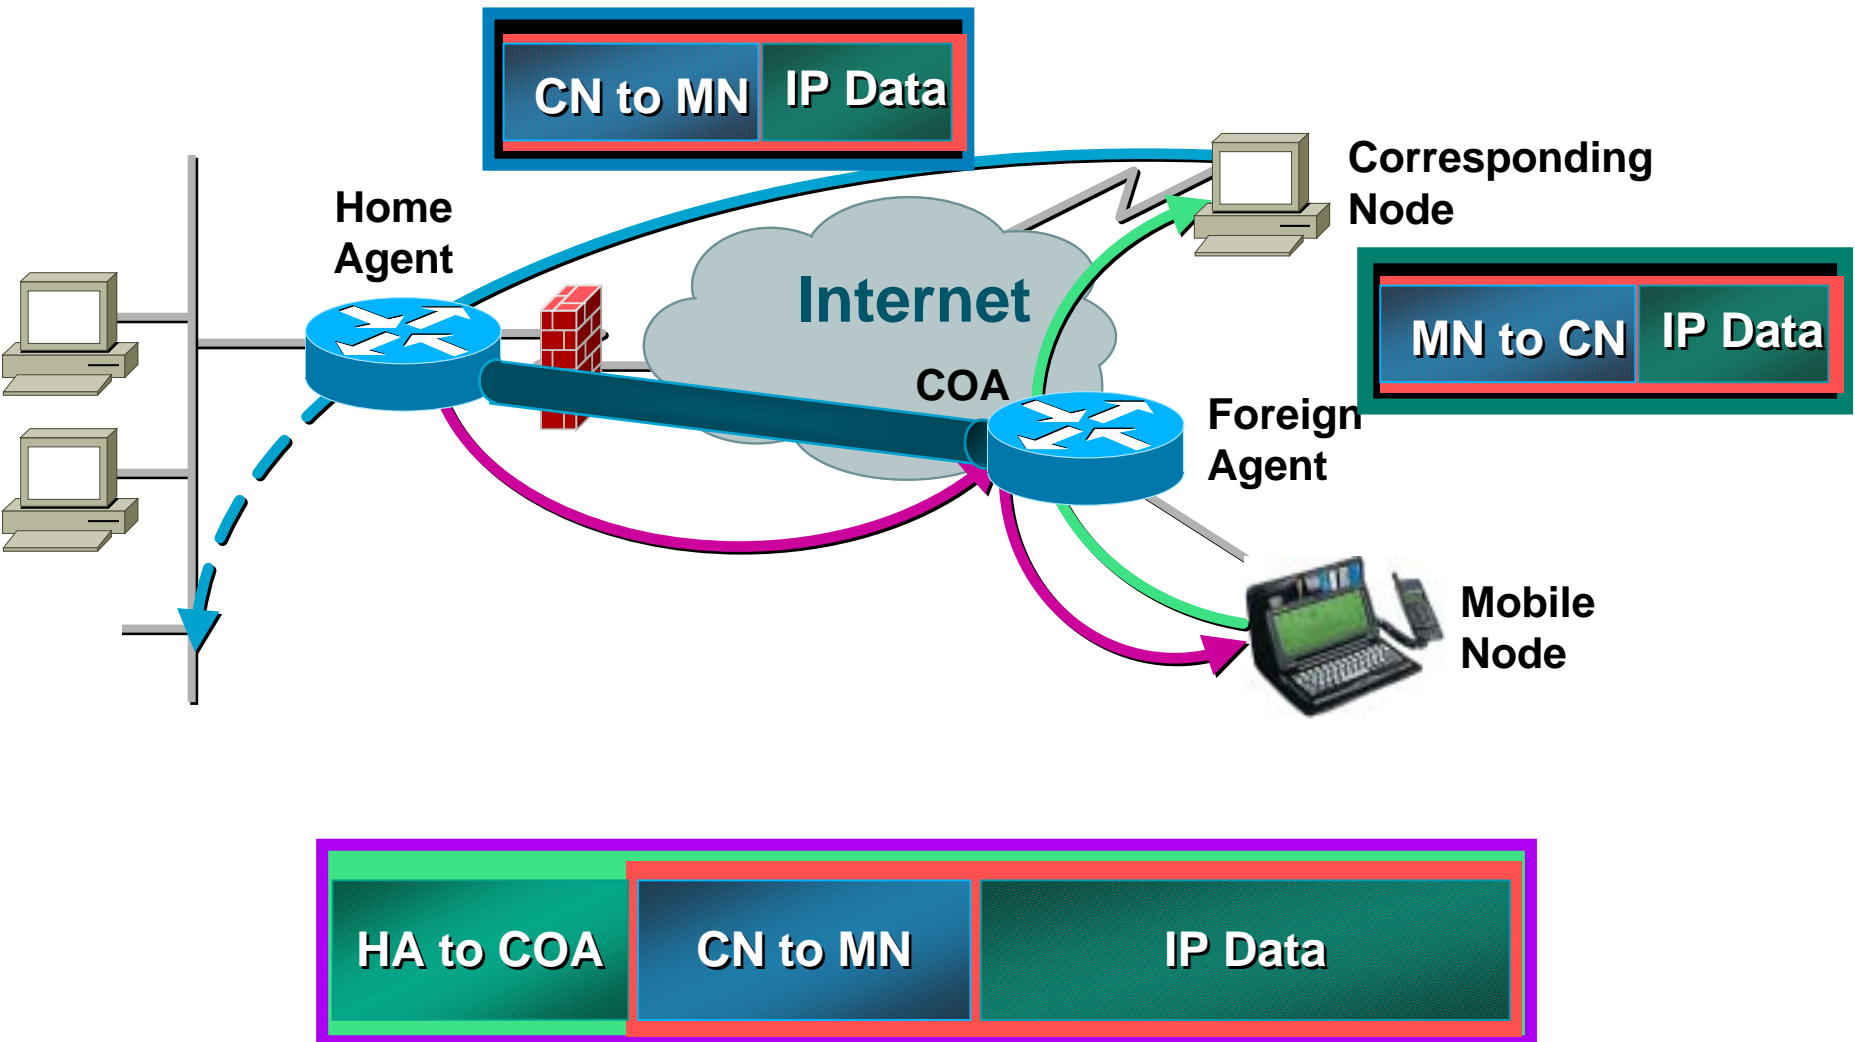 CN to MN IP Data
Corresponding
Node
Home
Agent
Internet
MN to CN IP Data
COA
Foreign
Agent
Mobile
Node
HA to COA CN to MN IP Data